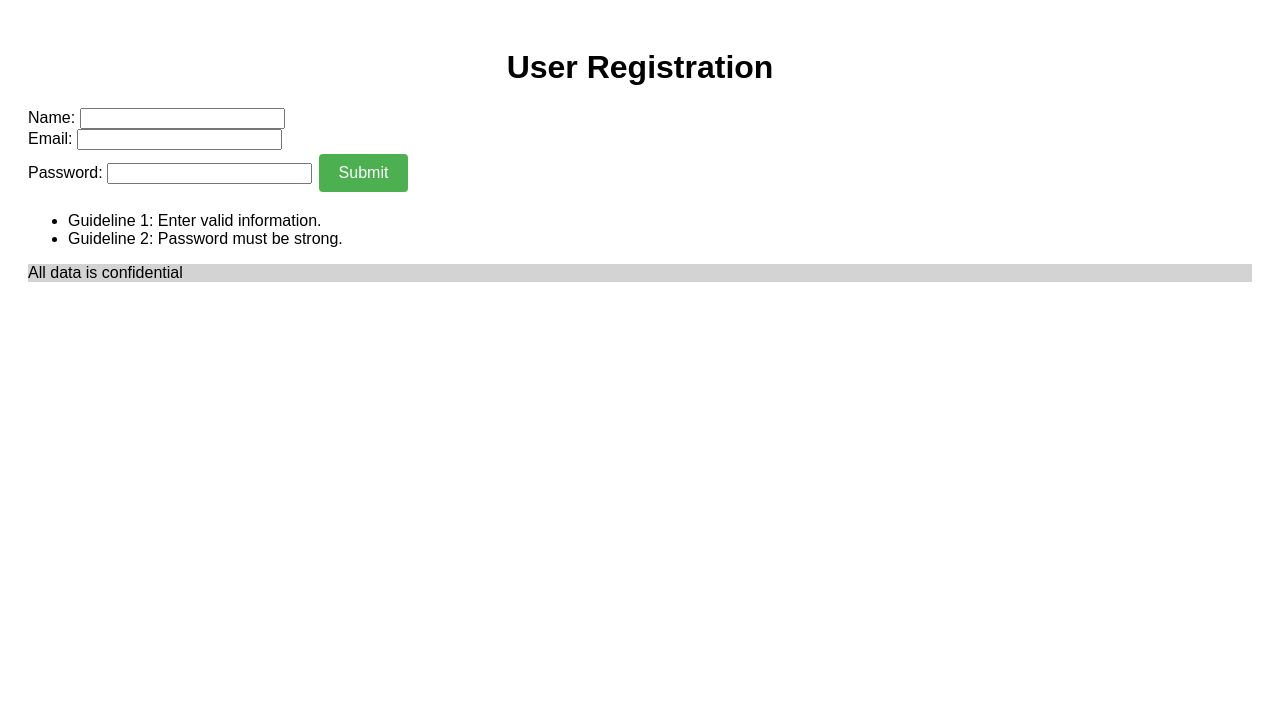 User Registration
Name:
Email:
Password: Submit
Guideline 1: Enter valid information.
Guideline 2: Password must be strong.
All data is confidential